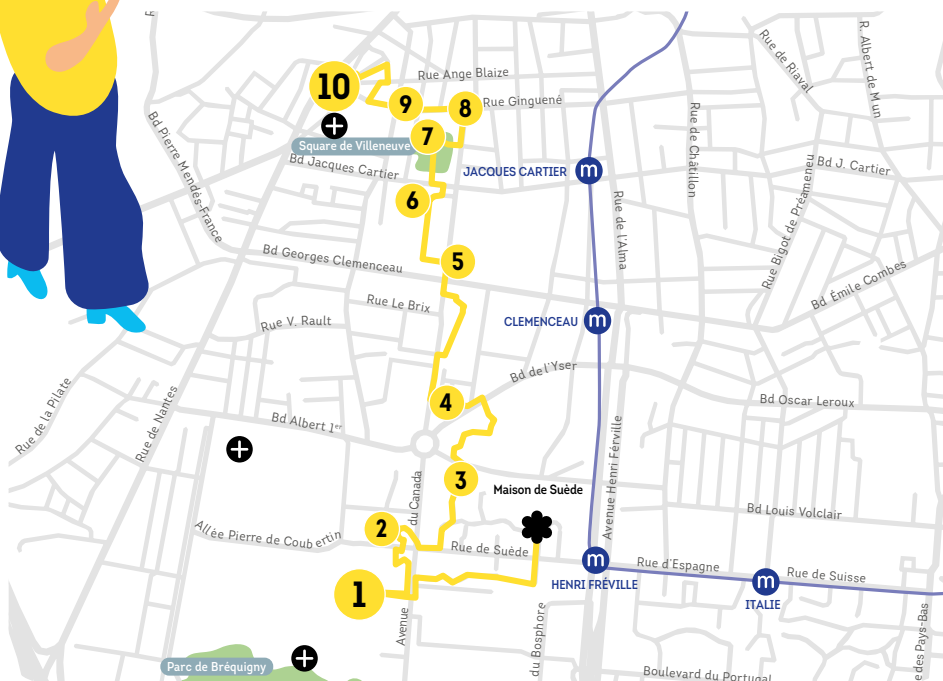 Rue Ange Blaize
Rue de Riaval
R. Albert de Mun
10
9
8
Rue Ginguené
7
Square de Villeneuve
Bd Pierre Mendés-France
Bd Jacques Cartier
JACQUES CARTIER
m
Rue de Châtillon
Bd J. Cartier
6
Rue de l'Alma
Rue Bigot de Préameneu
5
Bd Georges Clemenceau
Bd Émile Combes
Rue Le Brix
Rue V. Rault
CLEMENCEAU
m
Bd de l'Yser
Rue de la Pilate
Rue de Nantes
4
Bd Oscar Leroux
Bd Albert 1er
Avenue Henri Férville
3
Maison de Suède
du Canada
Bd Louis Volclair
2
Allée Pierre de Coubertin
Rue de Suède
m
HENRI FRÉVILLE
Rue d'Espagne
m
ITALIE
Rue de Suisse
1
Avenue
du Bosphore
e des Pays-Bas
Parc de Bréquigny
Boulevard du Portugal